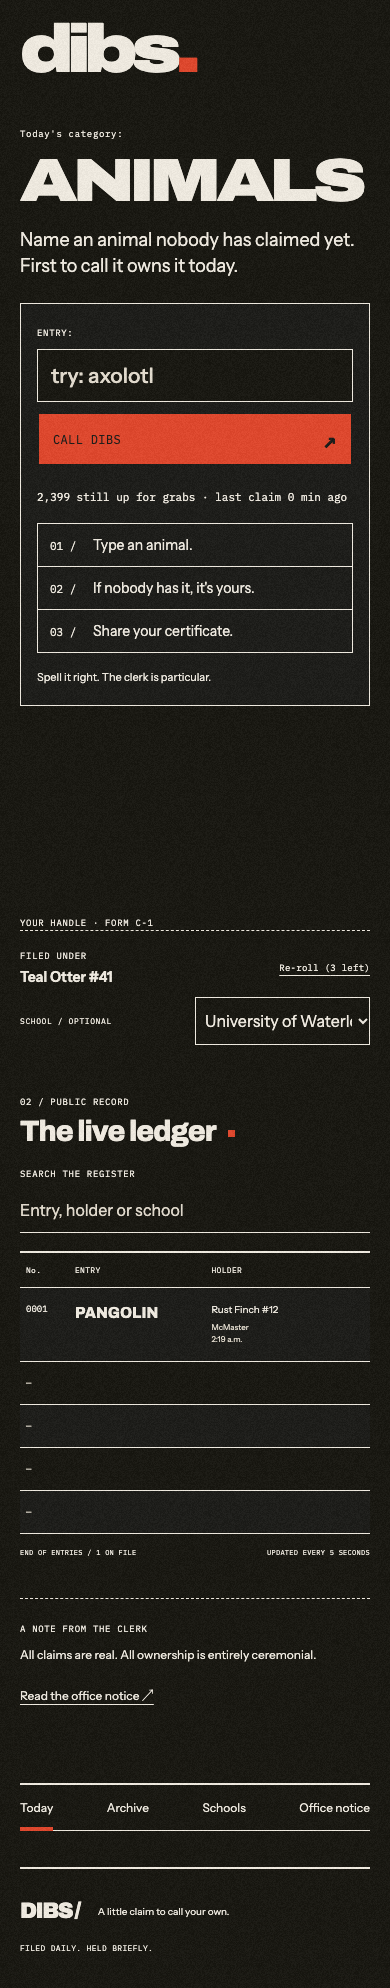 dibs.
Today's category:
ANIMALS
Name an animal nobody has claimed yet.
First to call it owns it today.
ENTRY:
try: axolotl
CALL DIBS ↗
2,399 still up for grabs · last claim 0 min ago
01 / Type an animal.
02 / If nobody has it, it's yours.
03 / Share your certificate.
Spell it right. The clerk is particular.
YOUR HANDLE · FORM C-1
FILED UNDER
Teal Otter #41
Re-roll (3 left)
SCHOOL / OPTIONAL
University of Waterl
02 / PUBLIC RECORD
The live ledger
SEARCH THE REGISTER
Entry, holder or school
No. ENTRY HOLDER
0001 PANGOLIN Rust Finch #12
McMaster
2:19 a.m.
—
—
—
—
END OF ENTRIES / 1 ON FILE UPDATED EVERY 5 SECONDS
A NOTE FROM THE CLERK
All claims are real. All ownership is entirely ceremonial.
Read the office notice ↗
Today Archive Schools Office notice
DIBS/ A little claim to call your own.
FILED DAILY. HELD BRIEFLY.